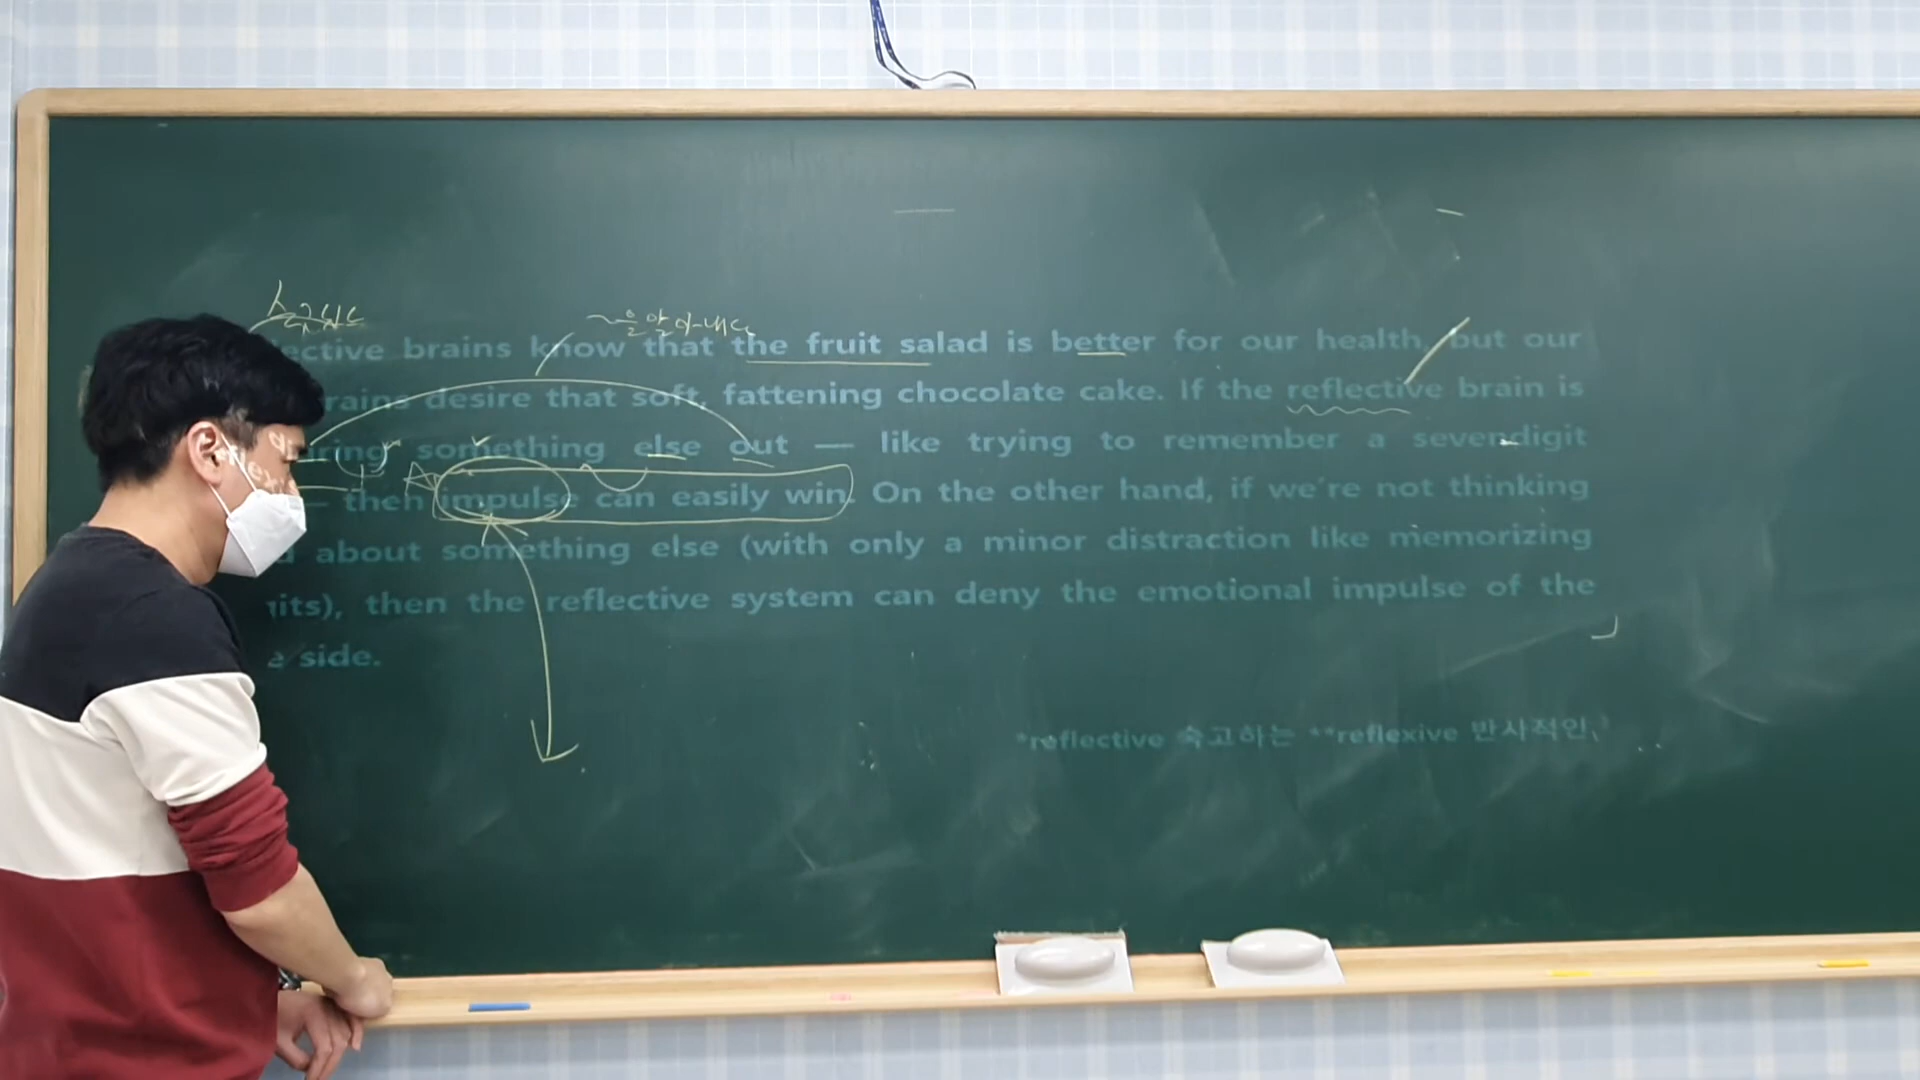 ~을 알아내다
ective brains know that the fruit salad is better for our health, but our
rains desire that soft, fattening chocolate cake. If the reflective brain is
ring something else out — like trying to remember a sevendigit
— then impulse can easily win. On the other hand, if we're not thinking
d about something else (with only a minor distraction like memorizing
gits), then the reflective system can deny the emotional impulse of the
e side.
*reflective 숙고하는 **reflexive 반사적인